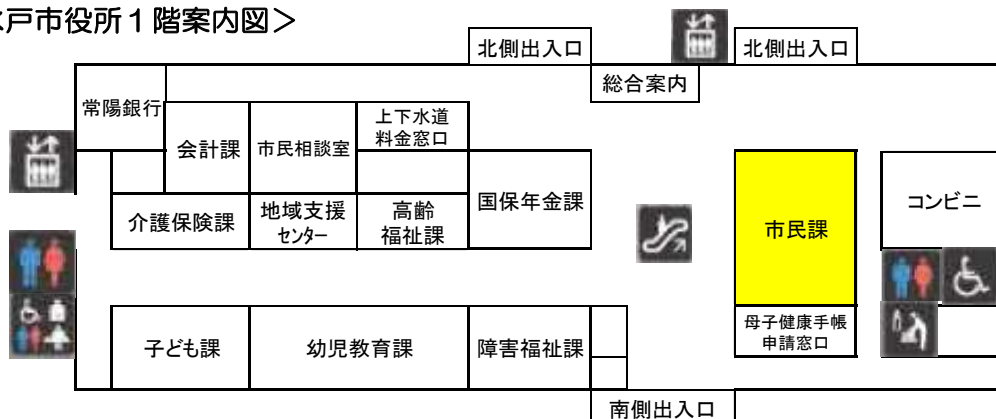 水戸市役所１階案内図＞
北側出入口
北側出入口
総合案内
常陽銀行
会計課
市民相談室
上下水道
料金窓口
国保年金課
コンビニ
介護保険課
地域支援
センター
高齢
福祉課
市民課
子ども課
幼児教育課
障害福祉課
母子健康手帳
申請窓口
南側出入口